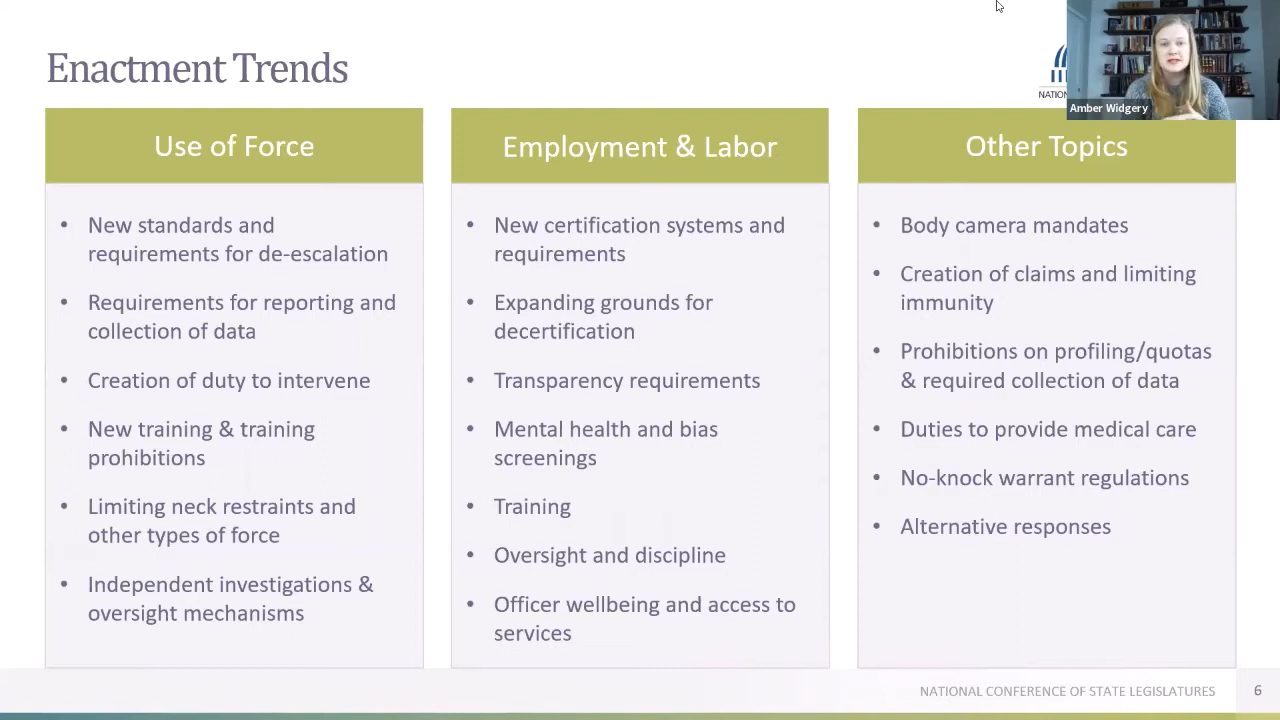 Enactment Trends
NATION
Amber Widgery
Use of Force
New standards and
requirements for de-escalation
Requirements for reporting and
collection of data
Creation of duty to intervene
New training & training
prohibitions
Limiting neck restraints and
other types of force
Independent investigations &
oversight mechanisms
Employment & Labor
New certification systems and
requirements
Expanding grounds for
decertification
Transparency requirements
Mental health and bias
screenings
Training
Oversight and discipline
Officer wellbeing and access to
services
Other Topics
Body camera mandates
Creation of claims and limiting
immunity
Prohibitions on profiling/quotas
& required collection of data
Duties to provide medical care
No-knock warrant regulations
Alternative responses
NATIONAL CONFERENCE OF STATE LEGISLATURES
6